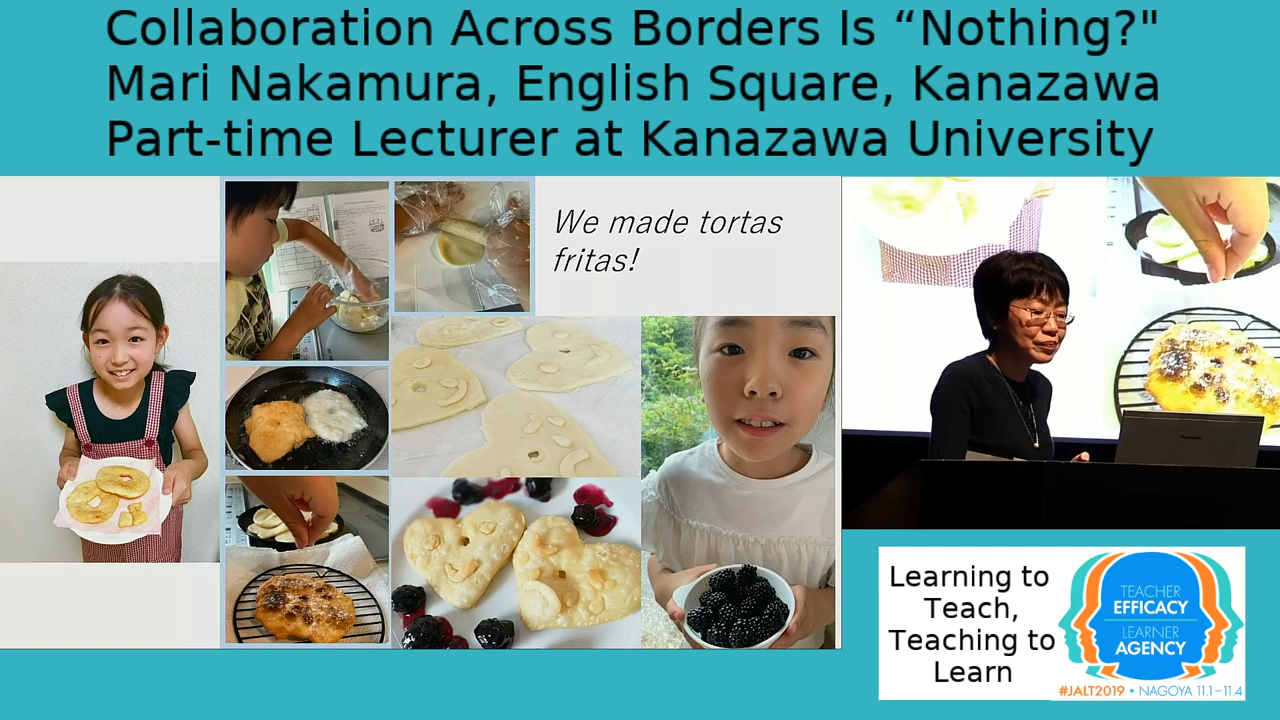 Collaboration Across Borders Is “Nothing?"
Mari Nakamura, English Square, Kanazawa
Part-time Lecturer at Kanazawa University
We made tortas
fritas!
Panasonic
Learning to
Teach,
Teaching to
Learn
TEACHER
EFFICACY
LEARNER
AGENCY
#JALT2019 • NAGOYA 11.1–11.4